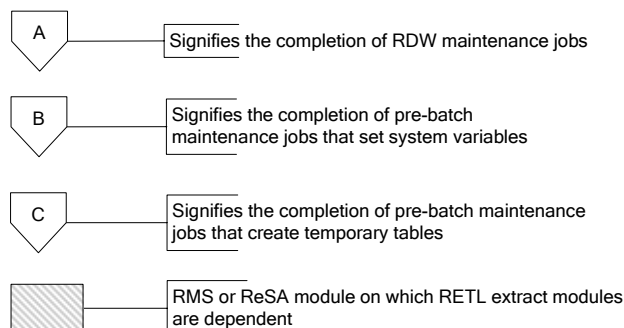 A
Signifies the completion of RDW maintenance jobs
B
Signifies the completion of pre-batch
maintenance jobs that set system variables
C
Signifies the completion of pre-batch maintenance
jobs that create temporary tables
RMS or ReSA module on which RETL extract modules
are dependent